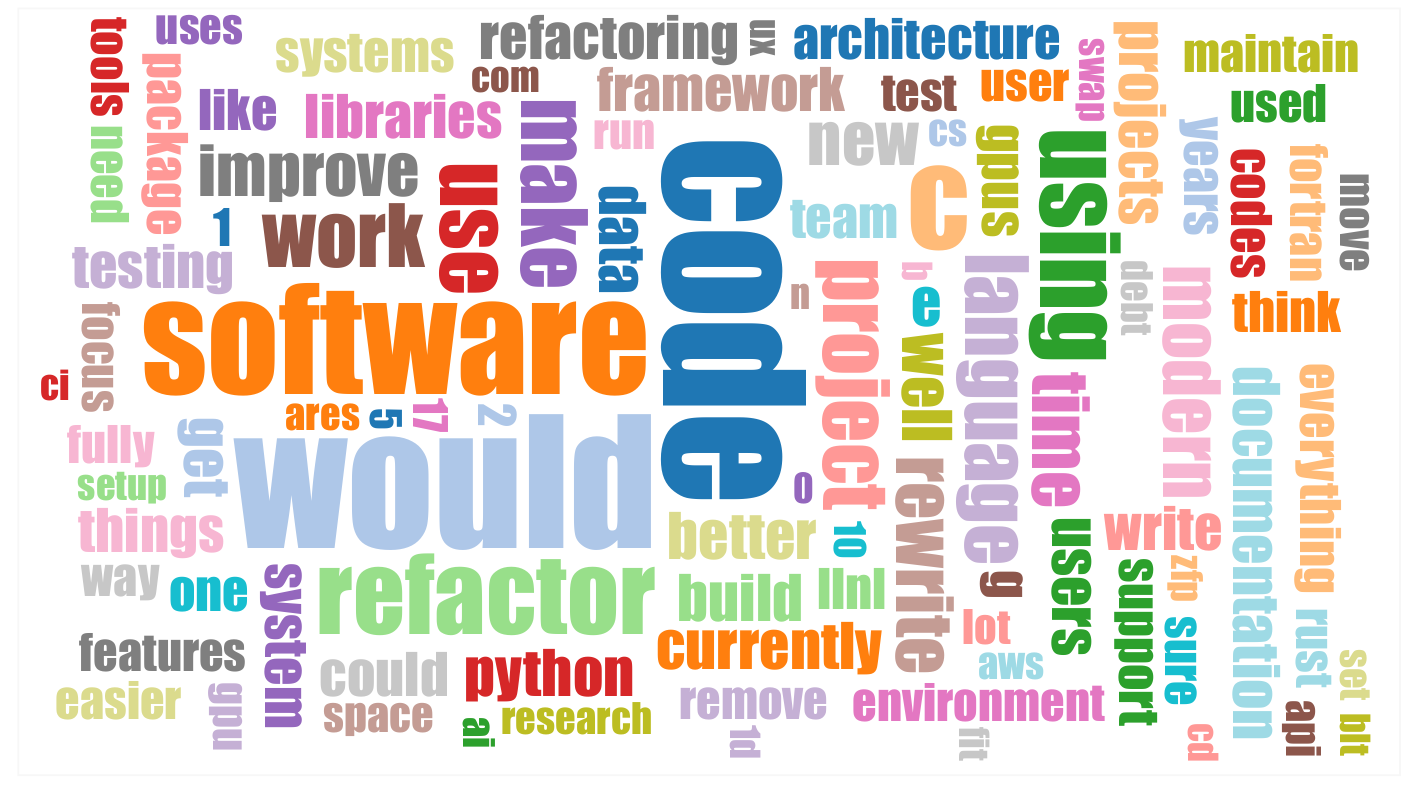 tools
uses
package
systems
refactoring
ux
architecture
swap
projects
maintain
com
framework
test
user
used
like
libraries
need
make
run
new
cs
gpus
using
years
codes
fortran
move
improve
use
code
c
1
work
data
team
testing
software
n
project
b
e
language
debt
modern
think
focus
ci
ares
5
17
2
well
time
documentation
everything
fully
get
would
setup
o
rewrite
things
better
10
users
write
way
one
system
refactor
build
llnl
g
support
zfp
features
currently
lot
sure
rust
could
python
aws
set
easier
gpu
space
ai
research
remove
environment
1d
fit
cd
api
blt